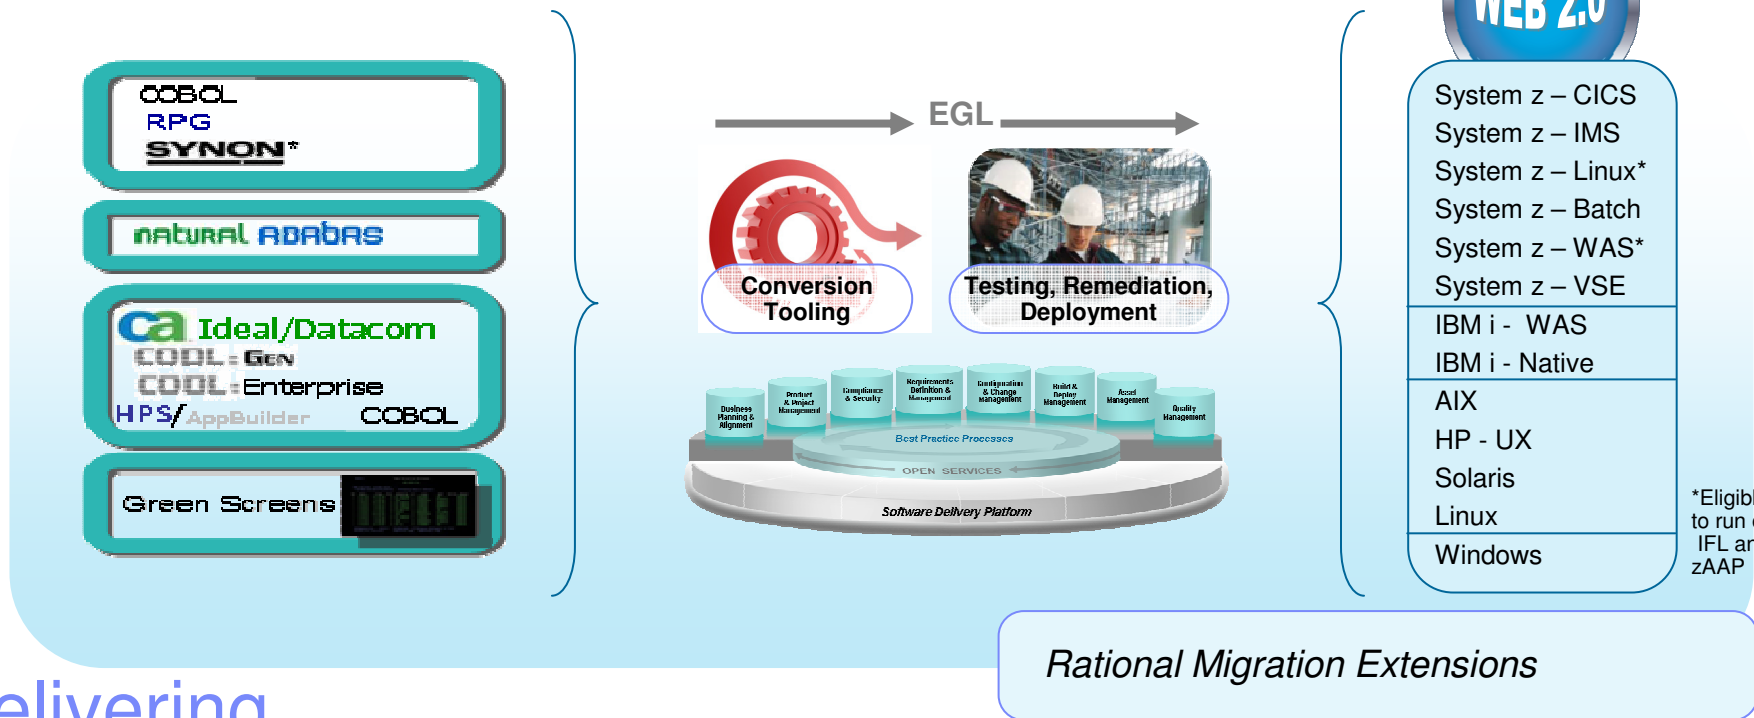 WEB 2.0
COBOL
RPG
SYNON*
natural ADABAS
ca Ideal/Datacom
COOL:Gen
COOL:Enterprise
HPS/AppBuilder COBOL
Green Screens
EGL
Conversion
Tooling
Testing, Remediation,
Deployment
Business
Planning &
Alignment
Product
& Project
Management
Compliance
& Security
Requirements
Definition &
Management
Configuration
& Change
Management
Build &
Deploy
Management
Asset
Management
Quality
Management
Best Practice Processes
OPEN SERVICES
Software Delivery Platform
System z – CICS
System z – IMS
System z – Linux*
System z – Batch
System z – WAS*
System z – VSE
IBM i -  WAS
IBM i - Native
AIX
HP - UX
Solaris
Linux
Windows
*Eligibl
to run
IFL an
zAAP
Rational Migration Extensions
elivering